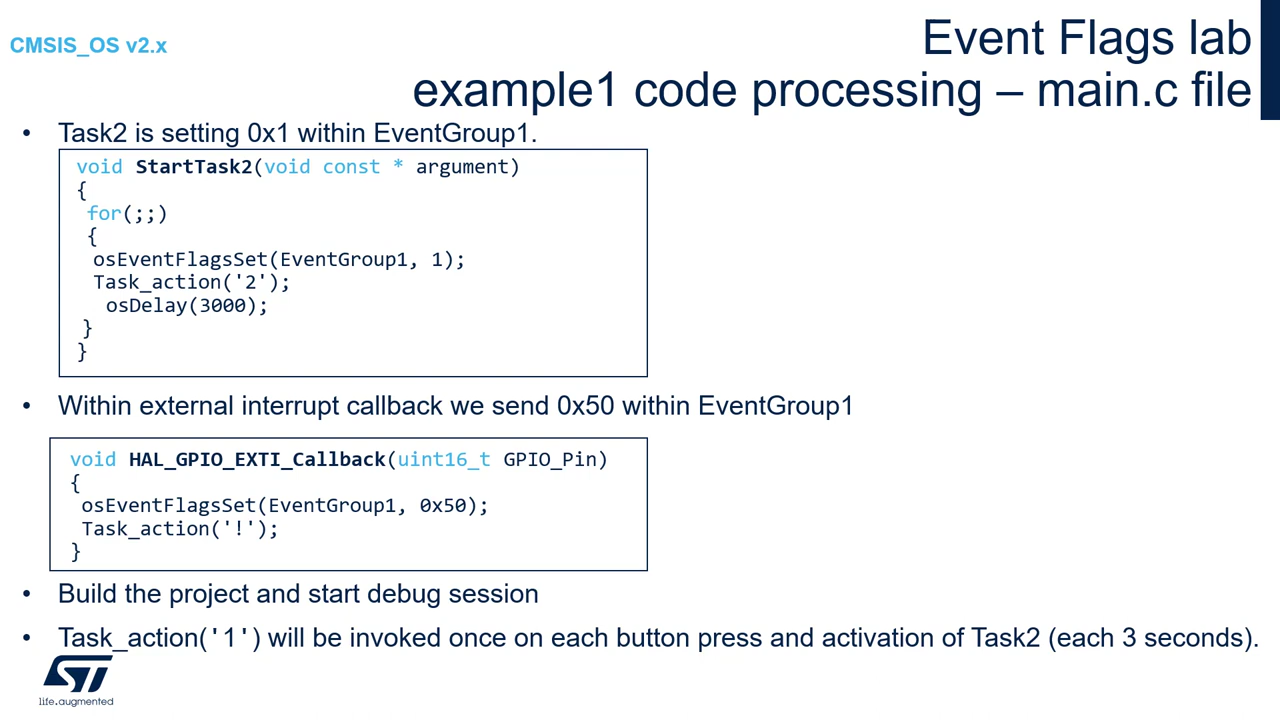 CMSIS_OS v2.x
Event Flags lab
example1 code processing – main.c file
• Task2 is setting 0x1 within EventGroup1.
void StartTask2(void const * argument)
{
for(;;)
{
osEventFlagsSet(EventGroup1, 1);
Task_action('2');
osDelay(3000);
}
}
• Within external interrupt callback we send 0x50 within EventGroup1
void HAL_GPIO_EXTI_Callback(uint16_t GPIO_Pin)
{
osEventFlagsSet(EventGroup1, 0x50);
Task_action('!');
}
• Build the project and start debug session
• Task_action('1') will be invoked once on each button press and activation of Task2 (each 3 seconds).
ST
life.augmented